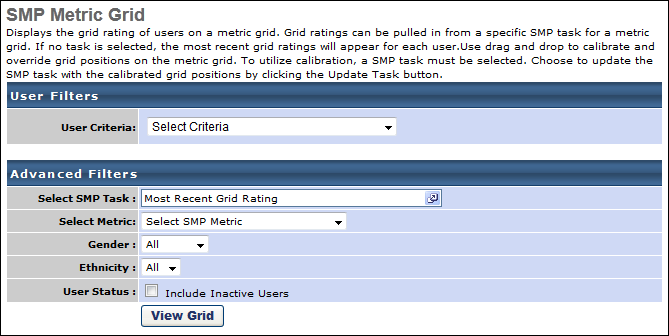 SMP Metric Grid
Displays the grid rating of users on a metric grid. Grid ratings can be pulled in from a specific SMP task for a metric
grid. If no task is selected, the most recent grid ratings will appear for each user.Use drag and drop to calibrate and
override grid positions on the metric grid. To utilize calibration, a SMP task must be selected. Choose to update the
SMP task with the calibrated grid positions by clicking the Update Task button.
User Filters
User Criteria: Select Criteria
Advanced Filters
Select SMP Task : Most Recent Grid Rating
Select Metric: Select SMP Metric
Gender : All
Ethnicity : All
User Status : Include Inactive Users
View Grid